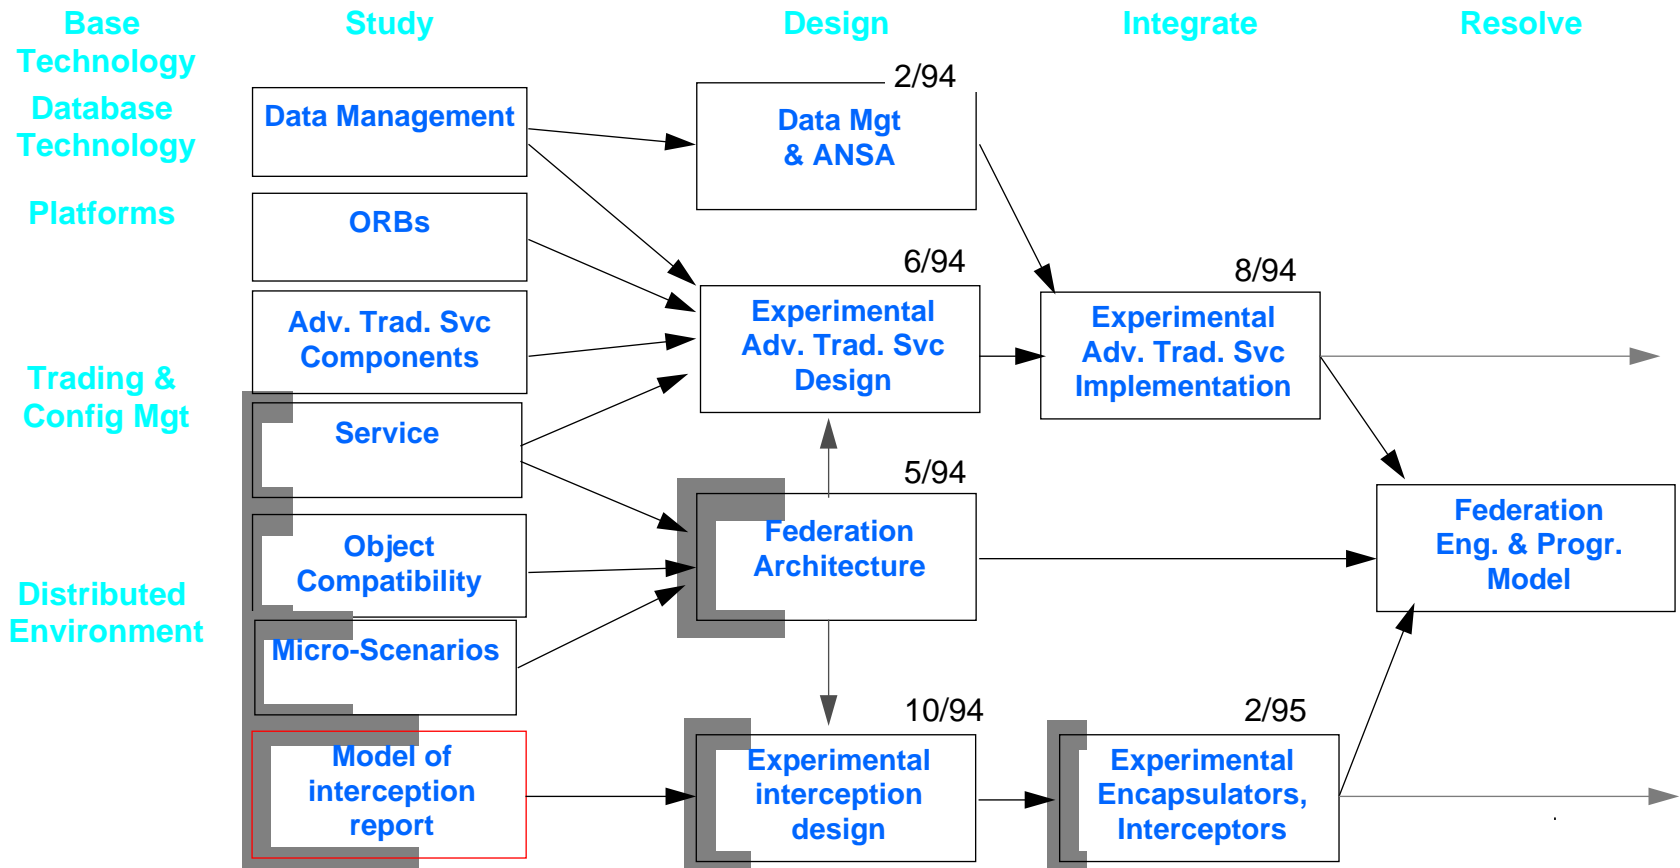 Base
Technology
Study
Design
Integrate
Resolve
Database
Technology
Platforms
Trading &
Config Mgt
Distributed
Environment
Data Management
ORBs
Adv. Trad. Svc
Components
Service
Object
Compatibility
Micro-Scenarios
Model of
interception
report
2/94
Data Mgt
& ANSA
6/94
Experimental
Adv. Trad. Svc
Design
5/94
Federation
Architecture
10/94
Experimental
interception
design
8/94
Experimental
Adv. Trad. Svc
Implementation
2/95
Experimental
Encapsulators,
Interceptors
Federation
Eng. & Progr.
Model
.